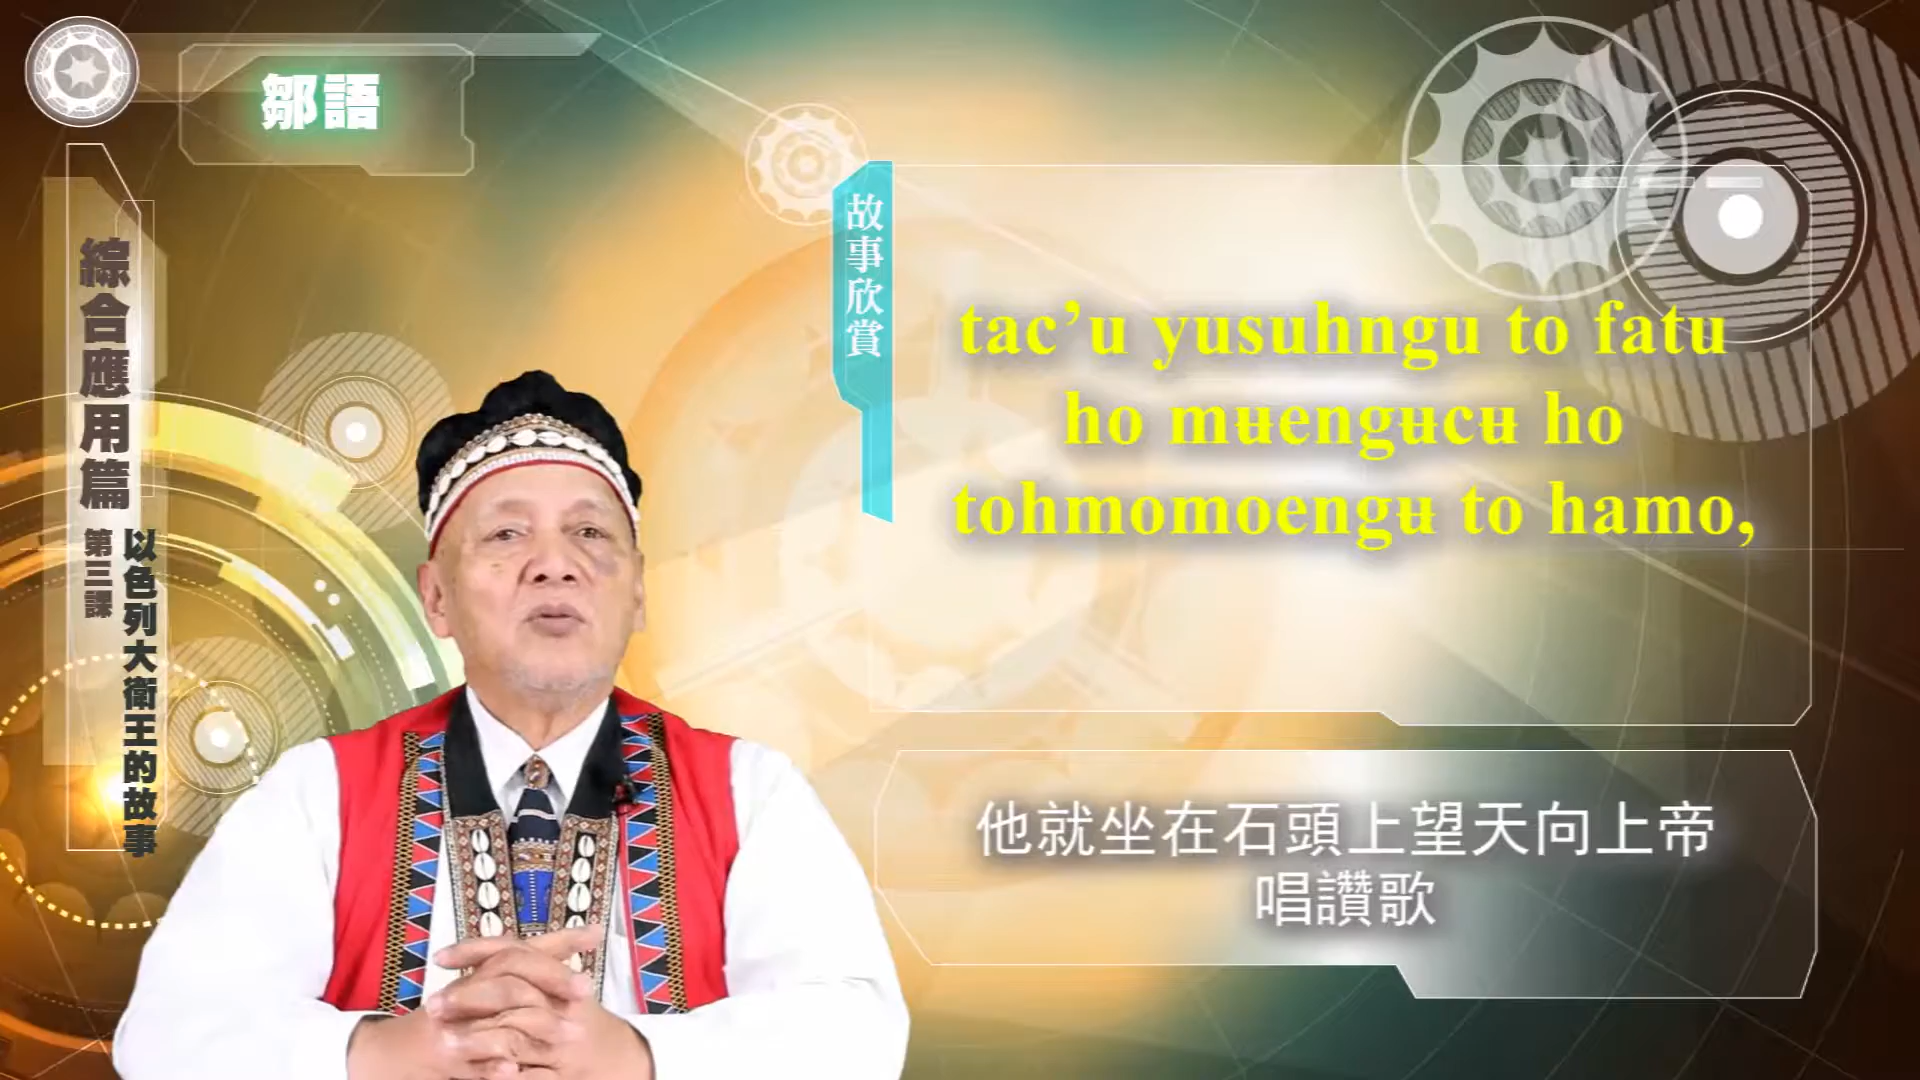 鄒語
綜合應用篇
第三課
以色列大衛王的故事
故事欣賞
tac’u yusuhngu to fatu
ho mʉengʉcʉ ho
tohmomoengʉ to hamo,
他就坐在石頭上望天向上帝
唱讚歌